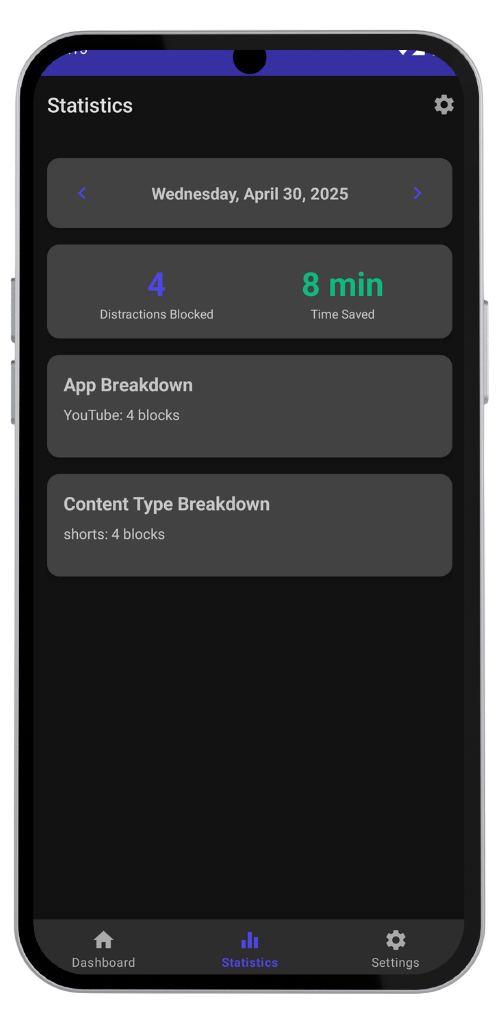 Statistics
Wednesday, April 30, 2025
4
8 min
Distractions Blocked
Time Saved
App Breakdown
YouTube: 4 blocks
Content Type Breakdown
shorts: 4 blocks
Dashboard
Statistics
Settings